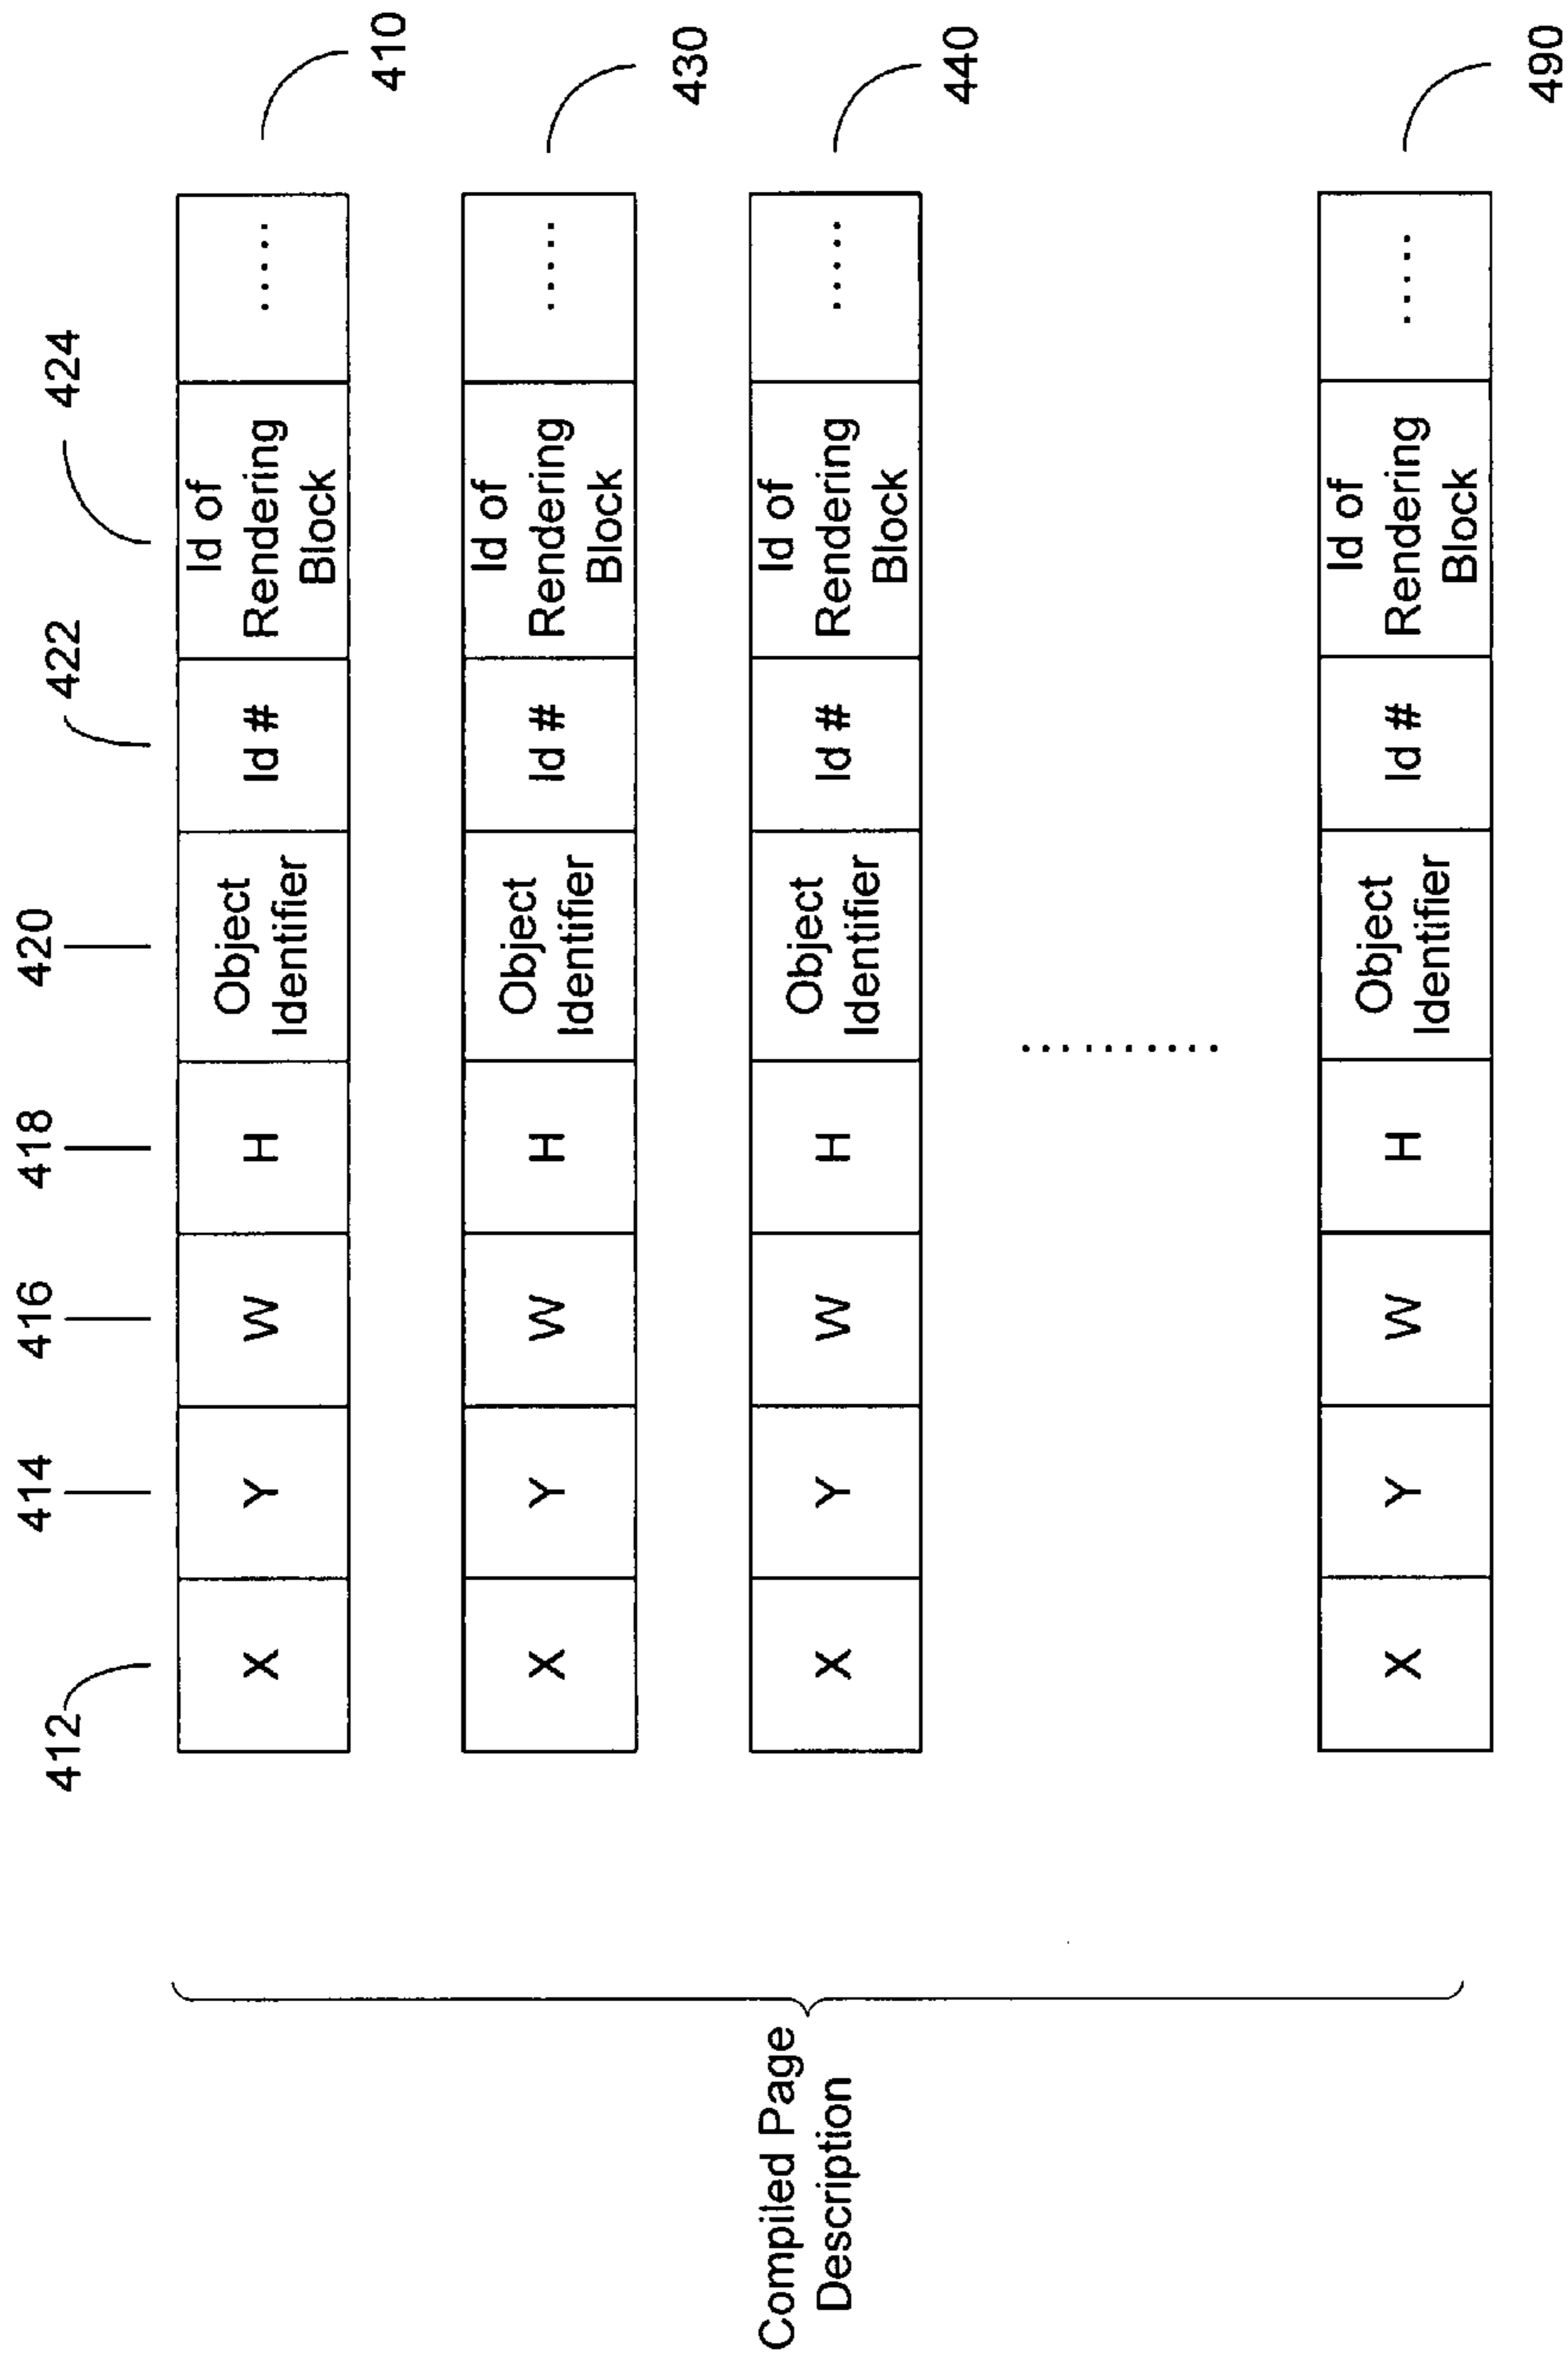 412 414 416 418 420 422 424
X Y W H Object Identifier Id # Id of Rendering Block .....
410
X Y W H Object Identifier Id # Id of Rendering Block .....
430
Compiled Page
Description
X Y W H Object Identifier Id # Id of Rendering Block .....
440
..........
X Y W H Object Identifier Id # Id of Rendering Block .....
490